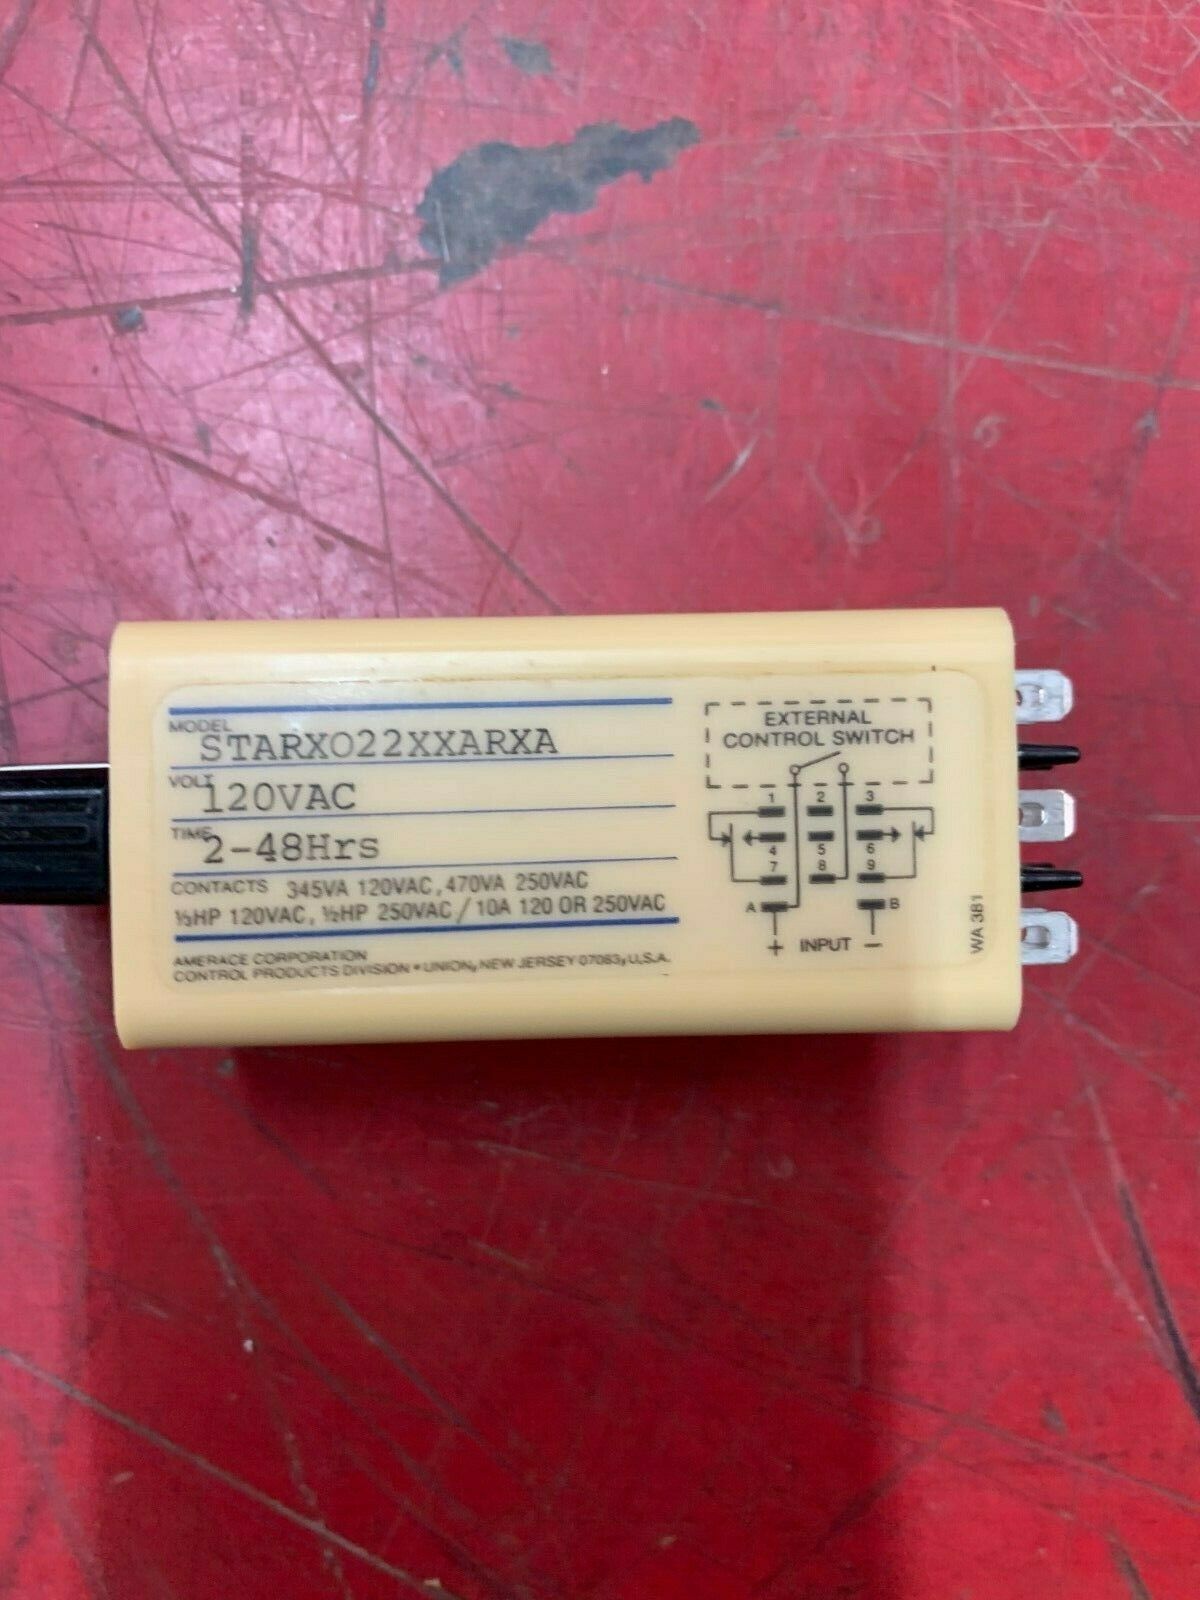 MODEL STARX022XXARXA
VOLT 120VAC
TIME 2-48Hrs
CONTACTS 345VA 120VAC, 470VA 250VAC
⅓HP 120VAC, ½HP 250VAC / 10A 120 OR 250VAC
AMERACE CORPORATION
CONTROL PRODUCTS DIVISION • UNION, NEW JERSEY 07083, U.S.A.
EXTERNAL
CONTROL SWITCH
1 2 3
4 5 6
7 8 9
A B
+ INPUT −
WA 381